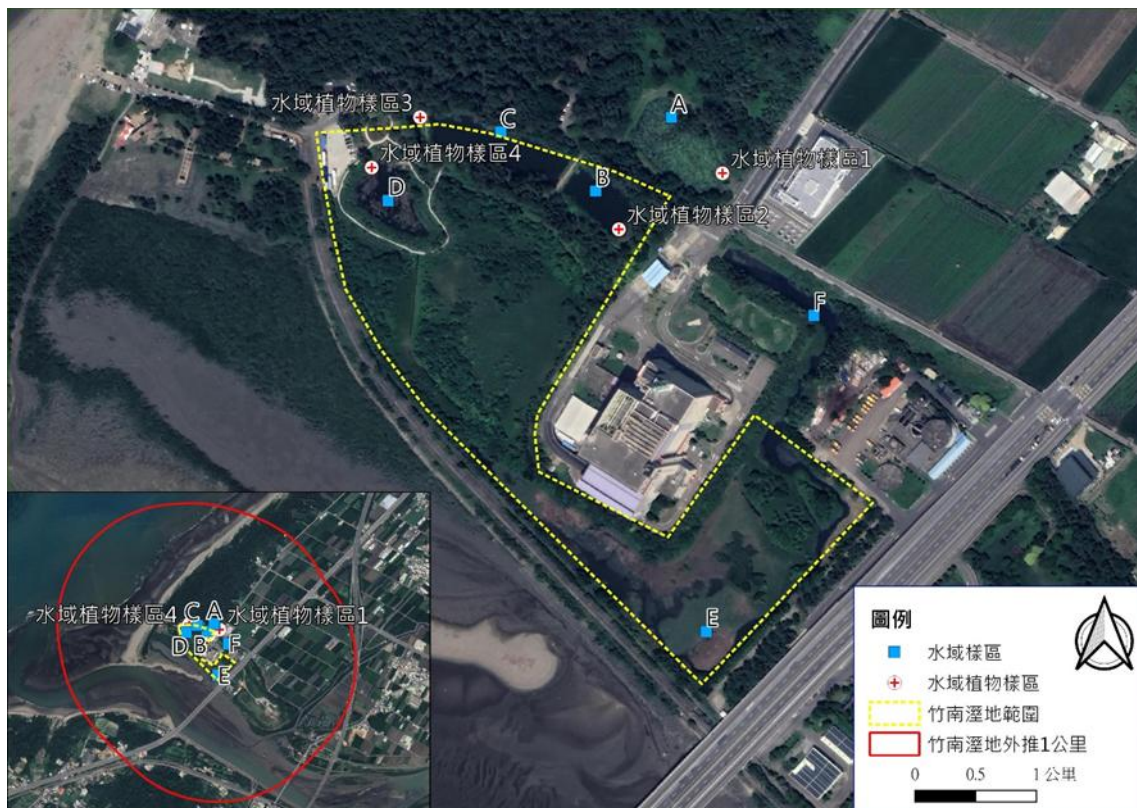 水域植物樣區3
C
A
水域植物樣區4
水域植物樣區1
D
B
水域植物樣區2
F
E
水域植物樣區4
C
A
水域植物樣區1
D
B
F
E
圖例
水域樣區
水域植物樣區
竹南溼地範圍
竹南溼地外推1公里
0 0.5 1 公里